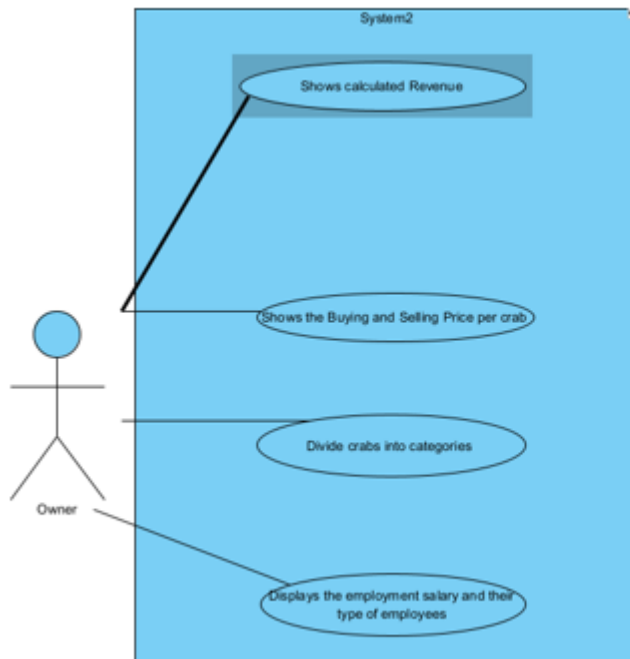 System2
Shows calculated Revenue
Shows the Buying and Selling Price per crab
Divide crabs into categories
Owner
Displays the employment salary and their
type of employees